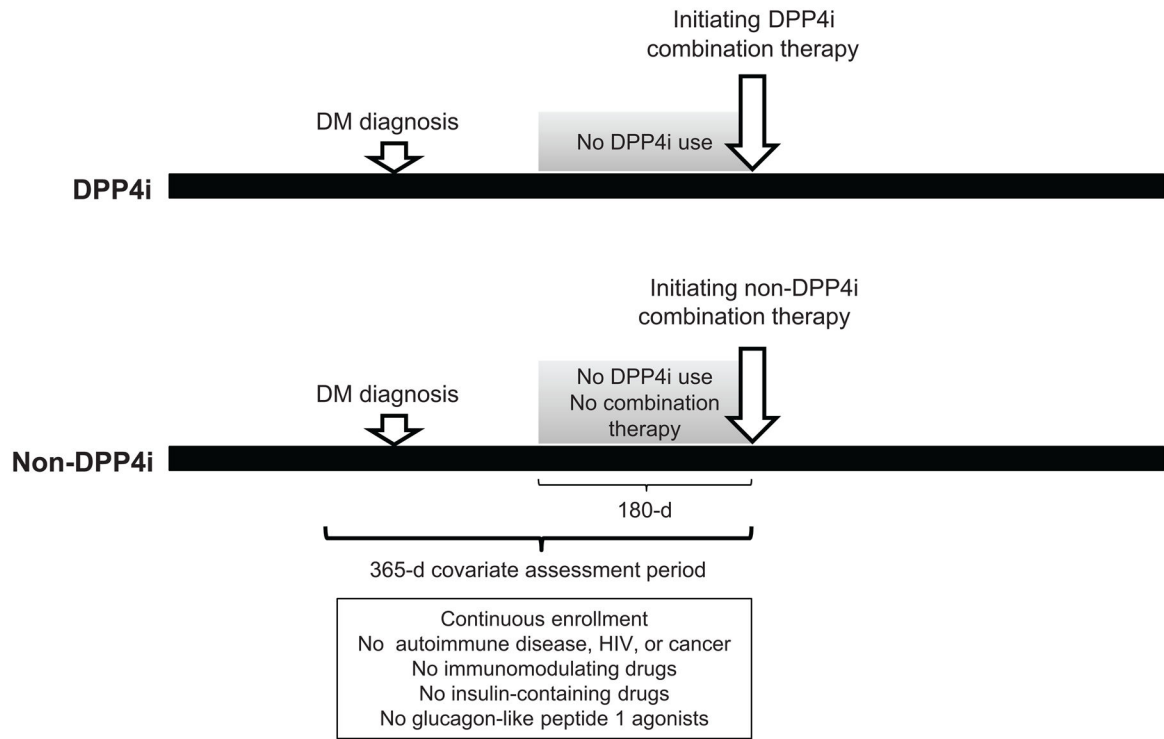 Initiating DPP4i
combination therapy
DM diagnosis
No DPP4i use
DPP4i
Initiating non-DPP4i
combination therapy
DM diagnosis
No DPP4i use
No combination
therapy
Non-DPP4i
180-d
365-d covariate assessment period
Continuous enrollment
No autoimmune disease, HIV, or cancer
No immunomodulating drugs
No insulin-containing drugs
No glucagon-like peptide 1 agonists